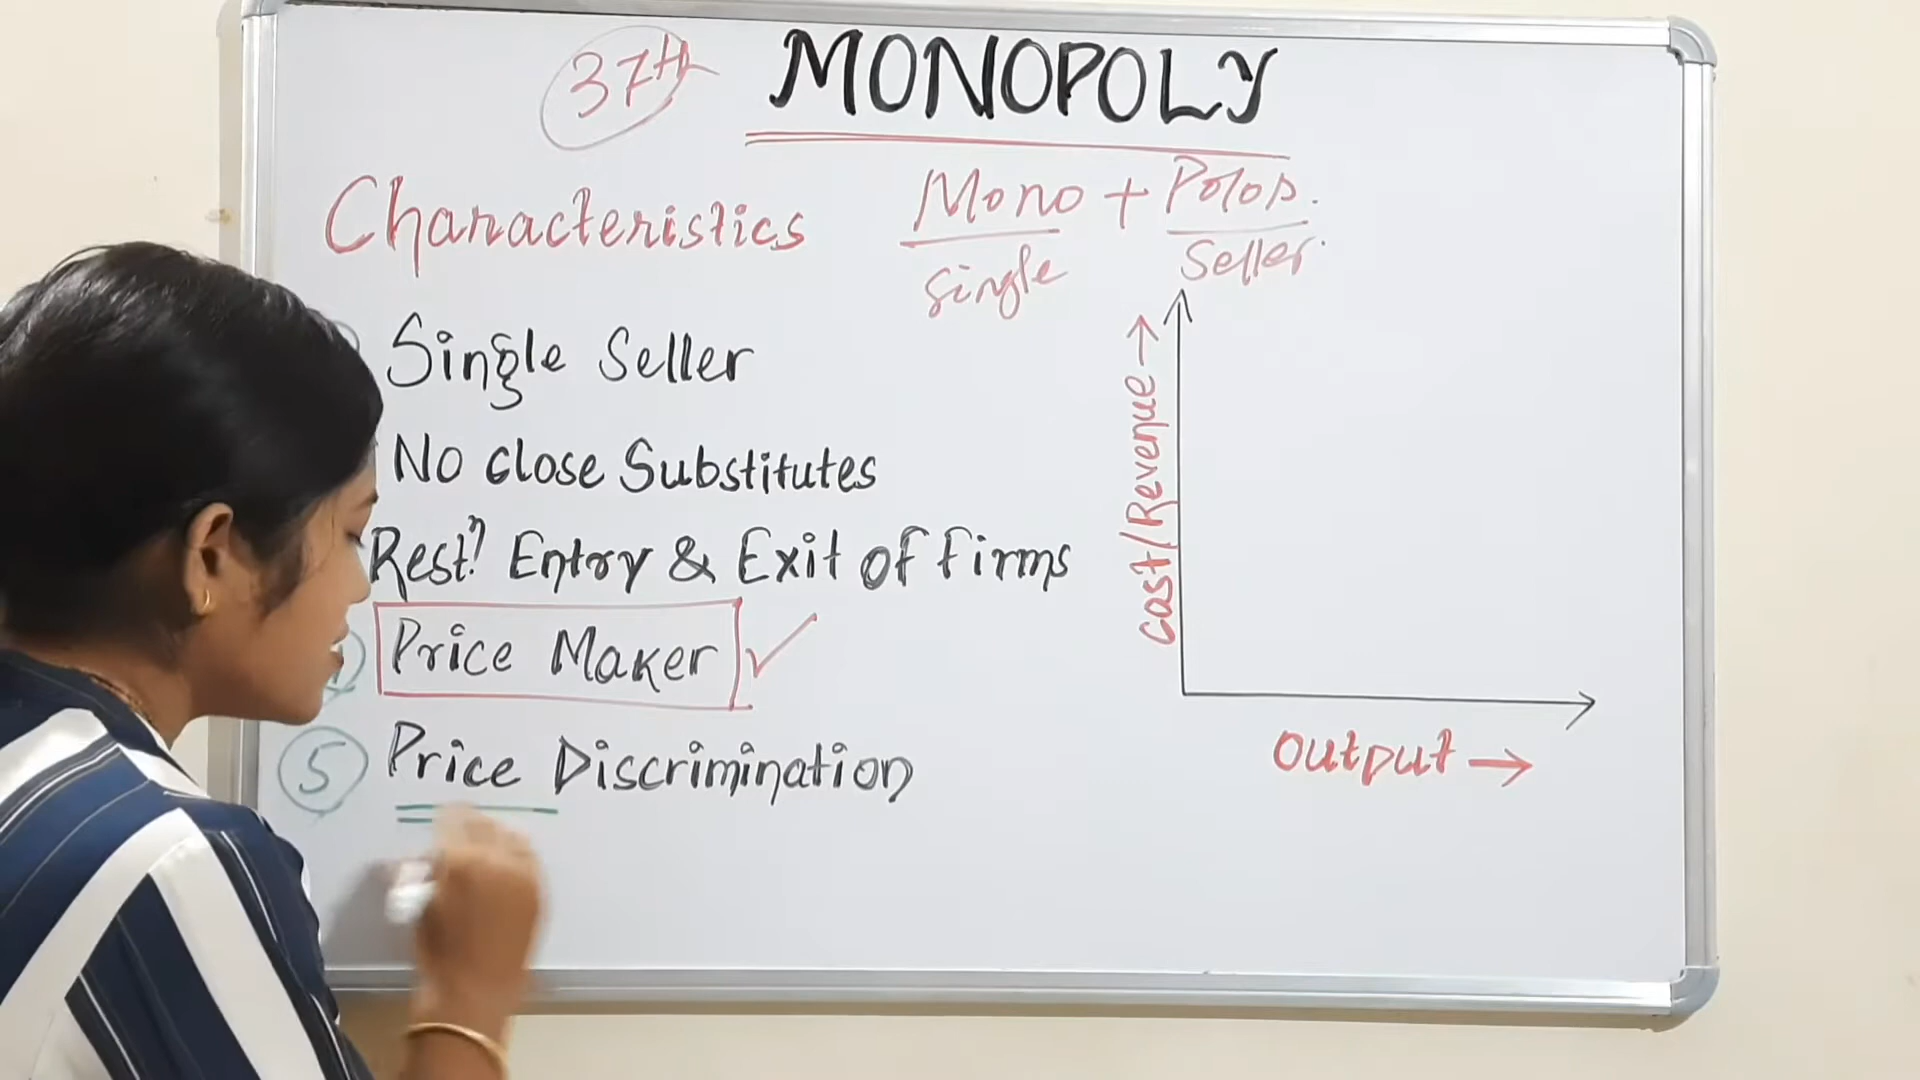 37th MONOPOLY
Characteristics
Mono + Polos.
Single Seller.
Single Seller
No close Substitutes
Restn Entry & Exit of firms
Price Maker
5 Price Discrimination
Cost/Revenue →
Output →